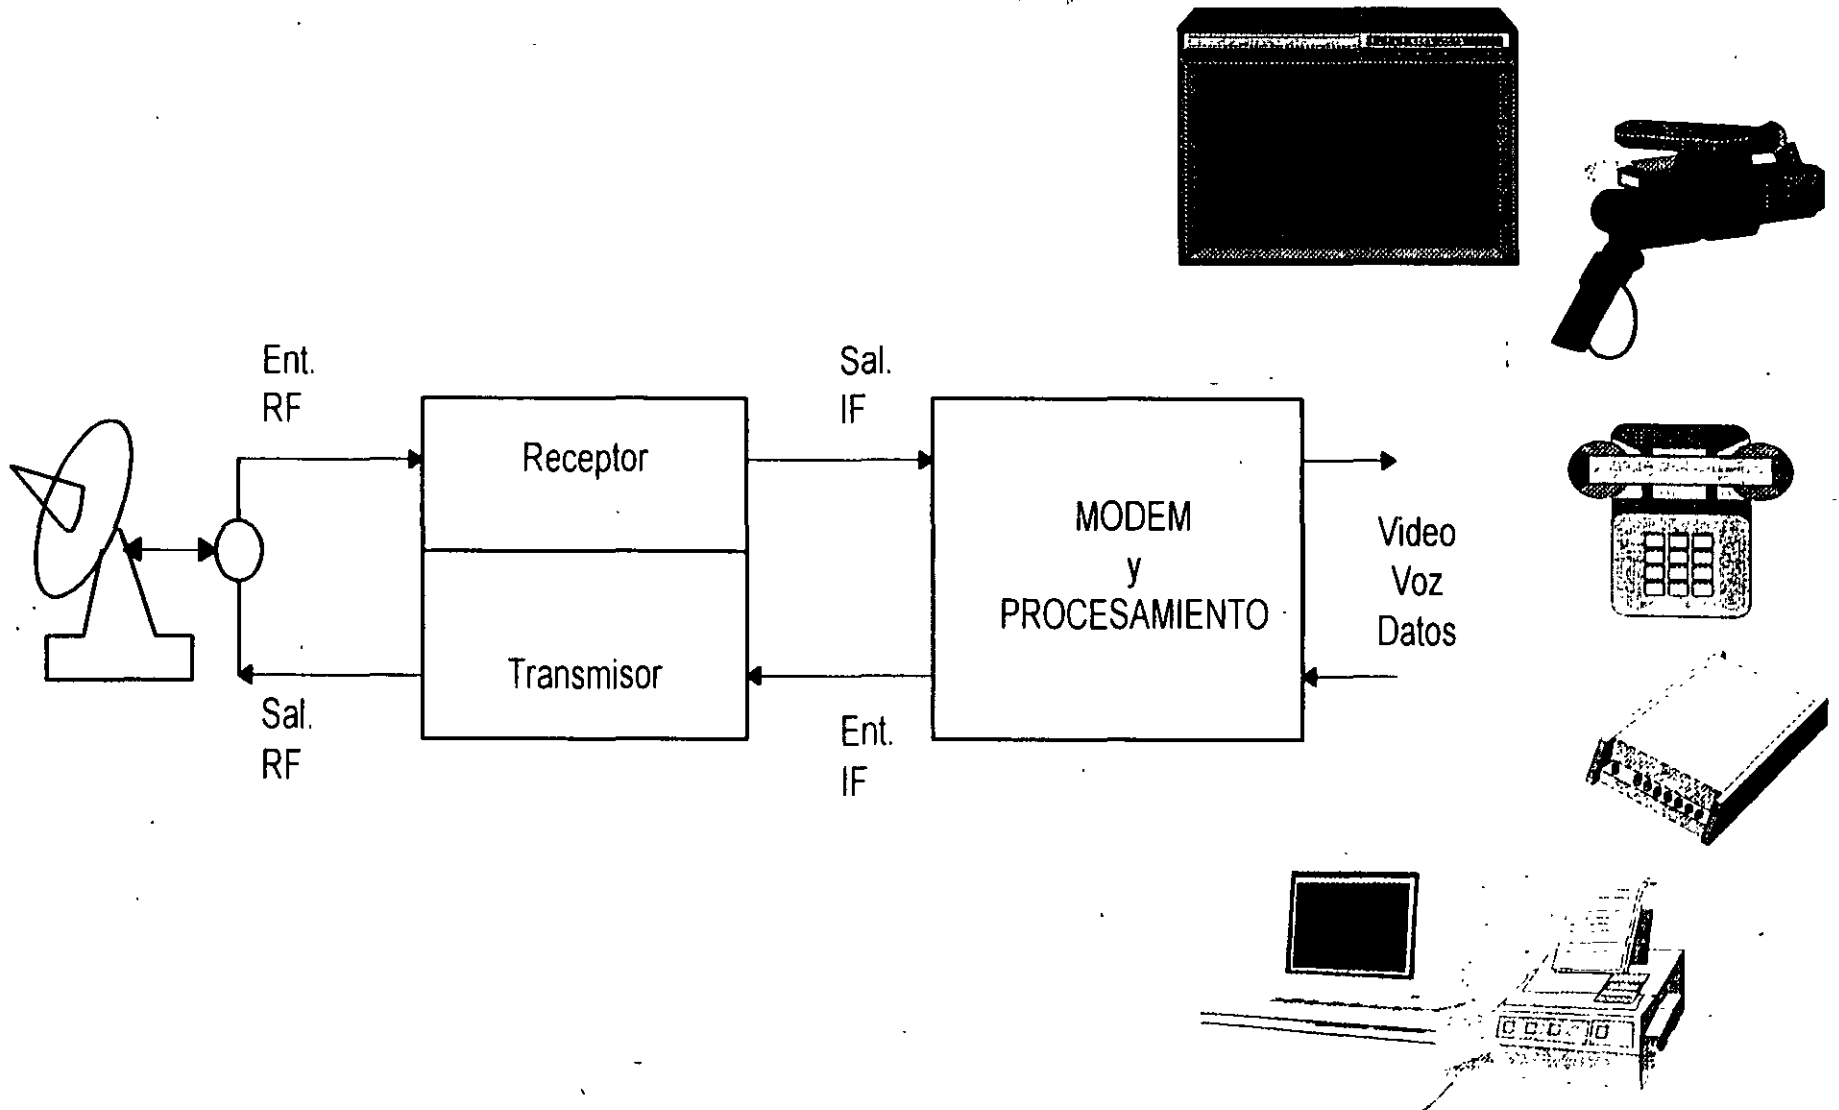 Ent.
RF
Sal.
IF
Receptor
MODEM
y
PROCESAMIENTO
Video
Voz
Datos
Transmisor
Sal.
RF
Ent.
IF